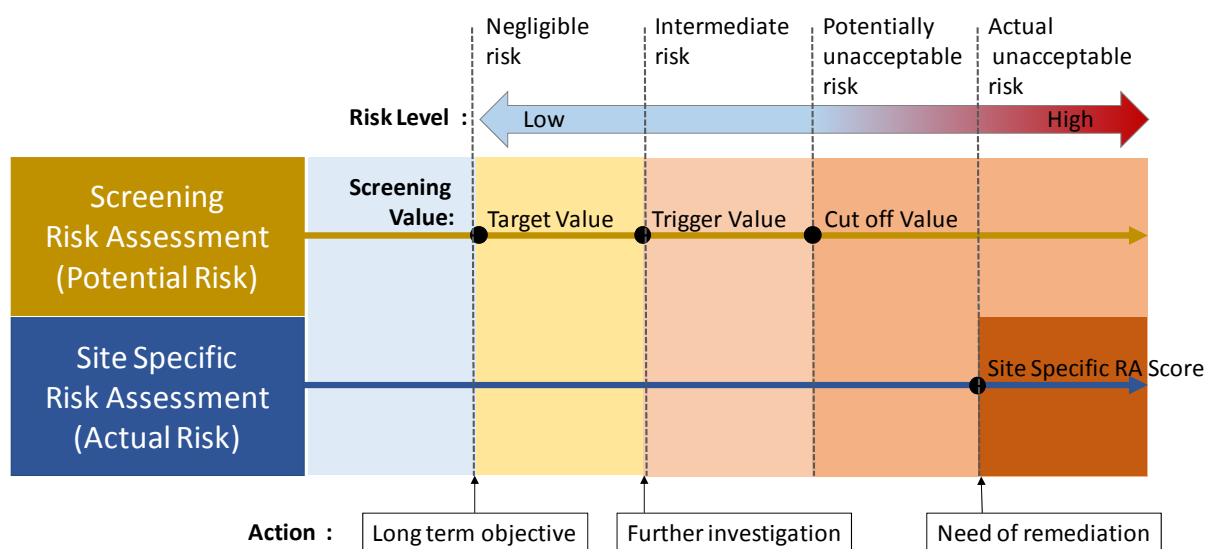 Negligible
risk
Intermediate
risk
Potentially
unacceptable
risk
Actual
unacceptable
risk
Risk Level :
Low
High
Screening
Risk Assessment
(Potential Risk)
Screening
Value:
Target Value
Trigger Value
Cut off Value
Site Specific
Risk Assessment
(Actual Risk)
Site Specific RA Score
Action :
Long term objective
Further investigation
Need of remediation